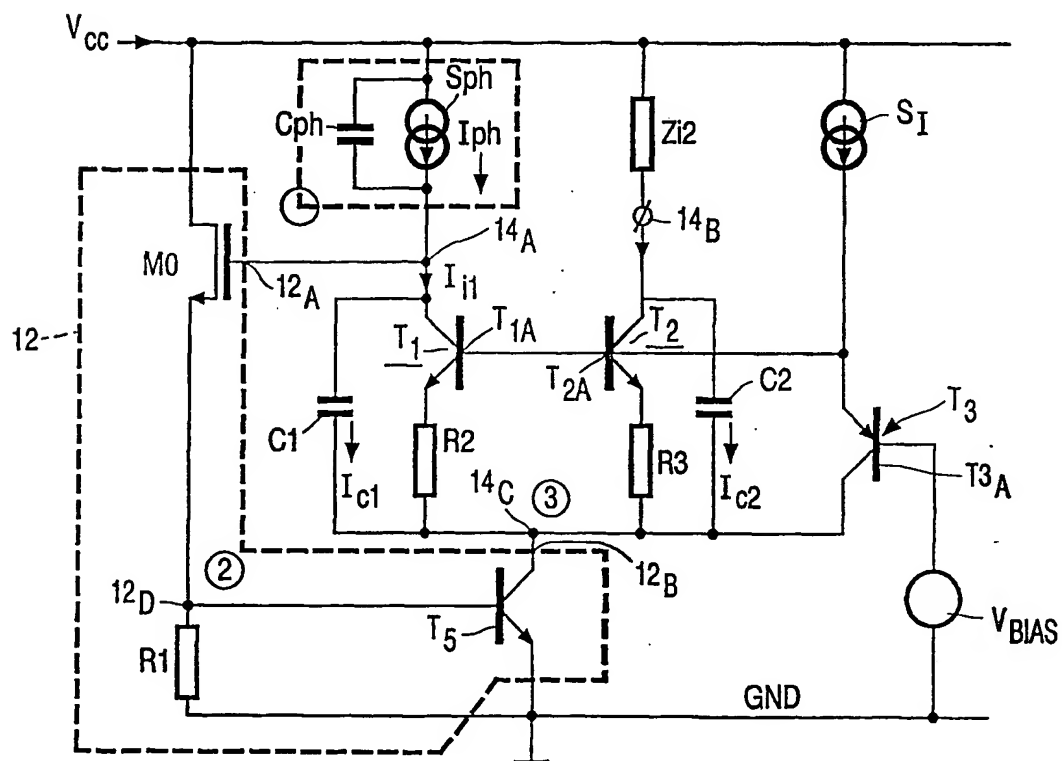 Vcc
Sph
Cph
Iph
Zi2
SI
14A
14B
M0
12A
Ii1
12
T1
T1A
T2
T2A
C1
C2
T3
T3A
R2
R3
Ic1
Ic2
14C
3
2
12B
12D
T5
VBIAS
R1
GND